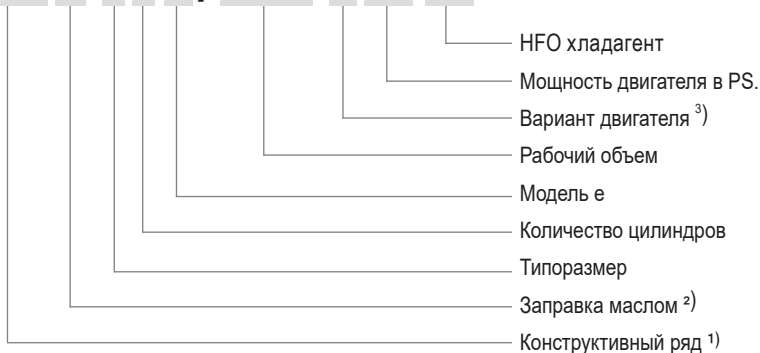 HFO хладагент
Мощность двигателя в PS.
Вариант двигателя ³)
Рабочий объем
Модель e
Количество цилиндров
Типоразмер
Заправка маслом ²)
Конструктивный ряд ¹)